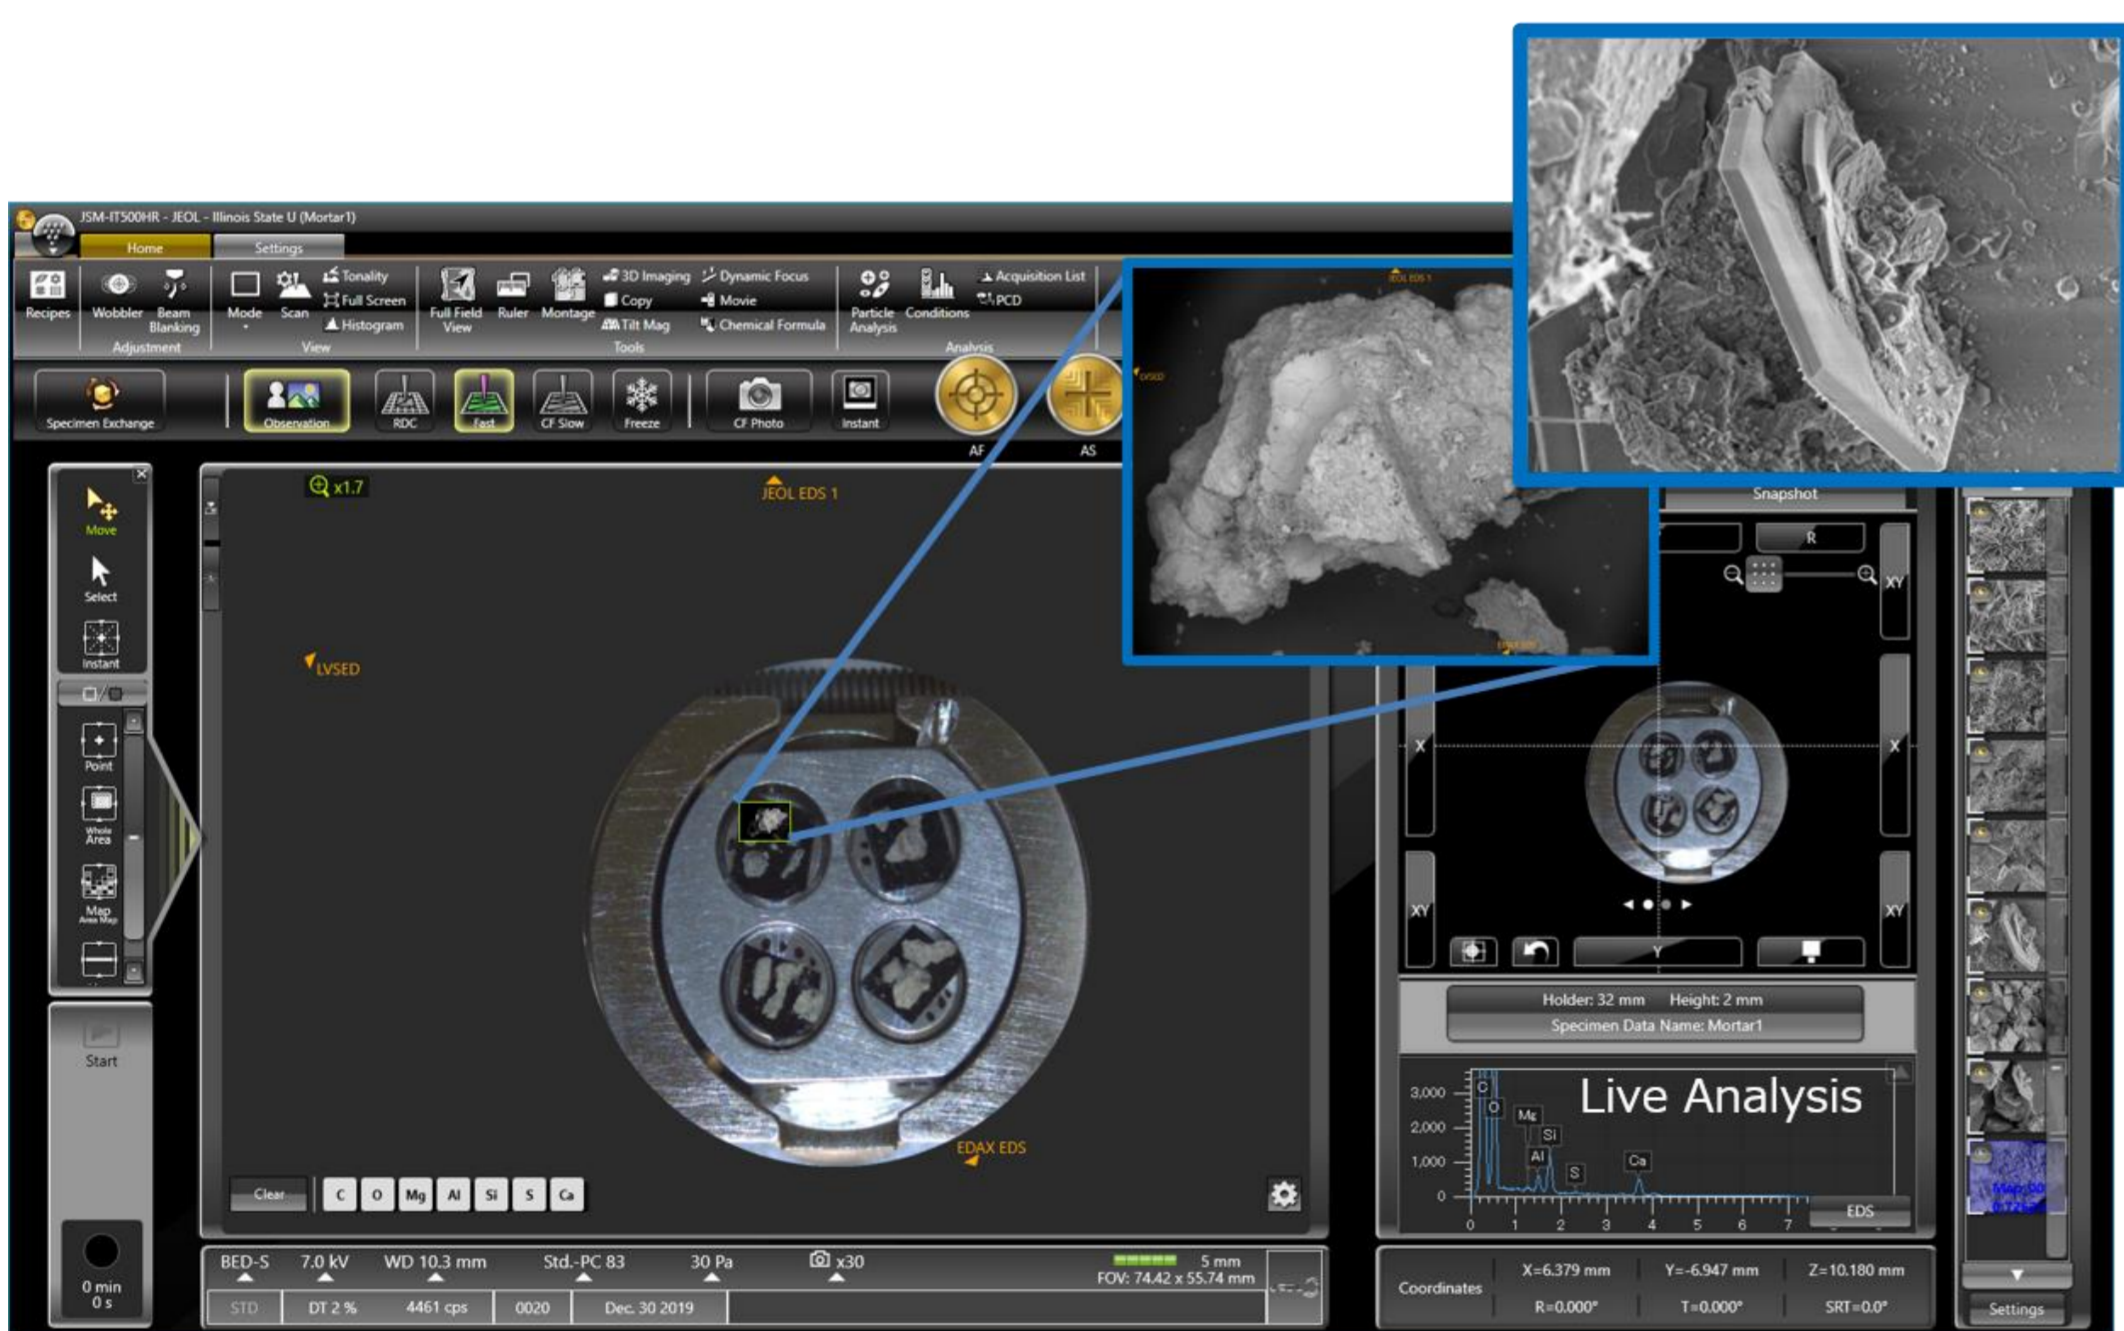 JSM-IT500HR - JEOL - Illinois State U (Mortar1)
Home Settings
Recipes
Wobbler
Beam Blanking
Adjustment
Mode
Scan
Tonality
Full Screen
Histogram
View
Full Field View
Ruler
Montage
3D Imaging
Copy
Tilt Mag
Dynamic Focus
Movie
Chemical Formula
Tools
Particle Analysis
Conditions
Acquisition List
PCD
Analysis
Specimen Exchange
Observation
RDC
Fast
CF Slow
Freeze
CF Photo
Instant
AF
AS
JEOL EDS 1
LVSED
Move
Select
Instant
Point
Whole Area
Map
Area Map
Start
0 min
0 s
x1.7
JEOL EDS 1
LVSED
EDAX EDS
Clear C O Mg Al Si S Ca
Snapshot
R
XY
X X
XY XY
Y
Holder: 32 mm Height: 2 mm
Specimen Data Name: Mortar1
Live Analysis
3,000
2,000
1,000
0
C
O
Mg
Al
Si
S
Ca
0 1 2 3 4 5 6 7
EDS
BED-S 7.0 kV WD 10.3 mm Std.-PC 83 30 Pa x30
5 mm
FOV: 74.42 x 55.74 mm
STD DT 2 % 4461 cps 0020 Dec. 30 2019
Coordinates
X=6.379 mm Y=-6.947 mm Z=10.180 mm
R=0.000° T=0.000° SRT=0.0°
Settings